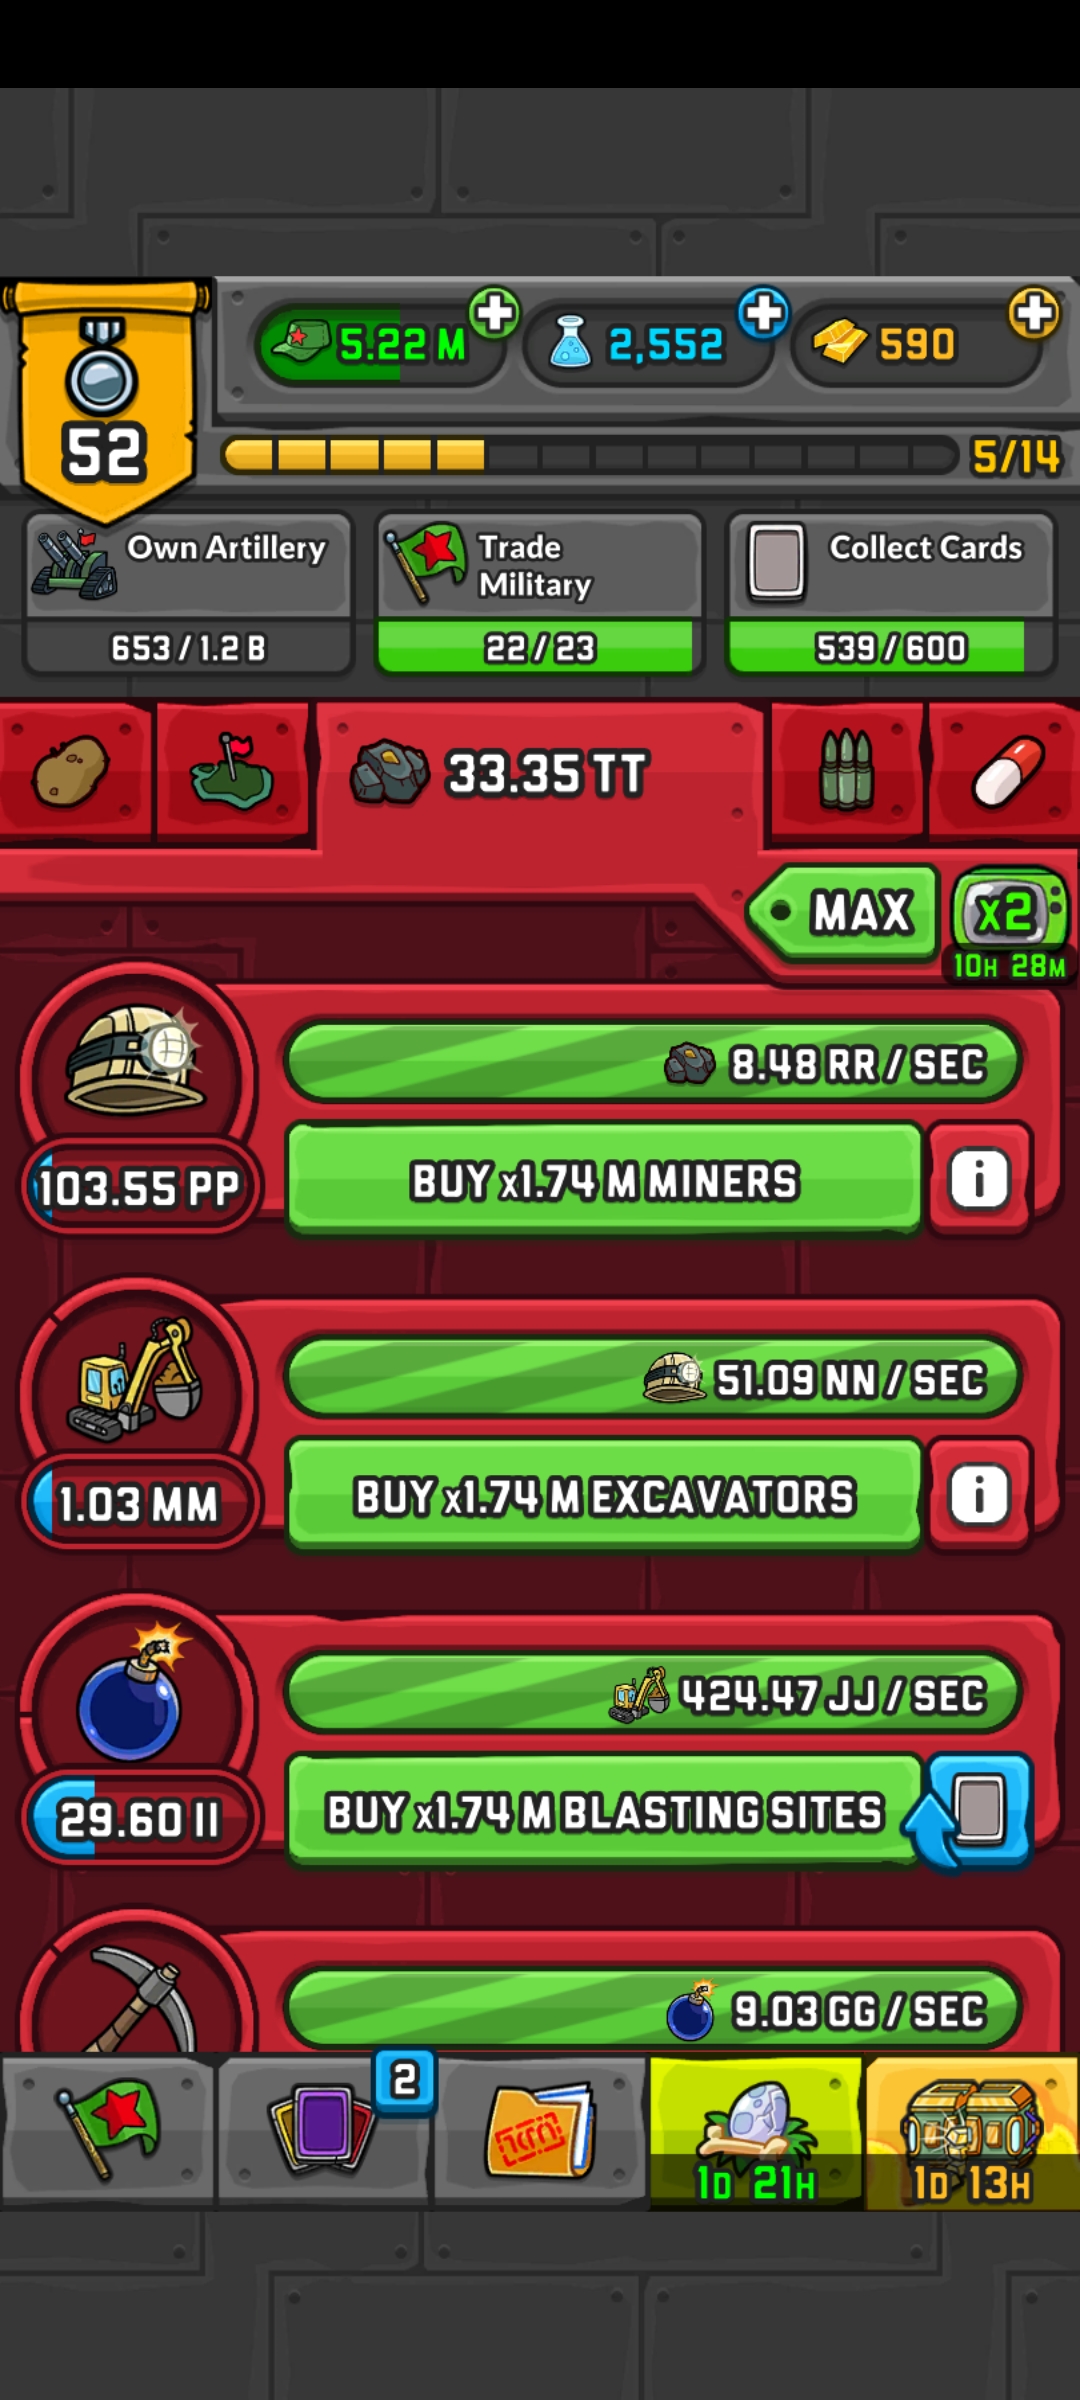 5.22 M
2,552
590
52
5/14
Own Artillery
653 / 1.2 B
Trade
Military
22 / 23
Collect Cards
539 / 600
33.35 TT
MAX
x2
10H 28M
8.48 RR / SEC
103.55 PP
BUY x1.74 M MINERS
i
51.09 NN / SEC
1.03 MM
BUY x1.74 M EXCAVATORS
i
424.47 JJ / SEC
29.60 II
BUY x1.74 M BLASTING SITES
9.03 GG / SEC
2
1D 21H
1D 13H